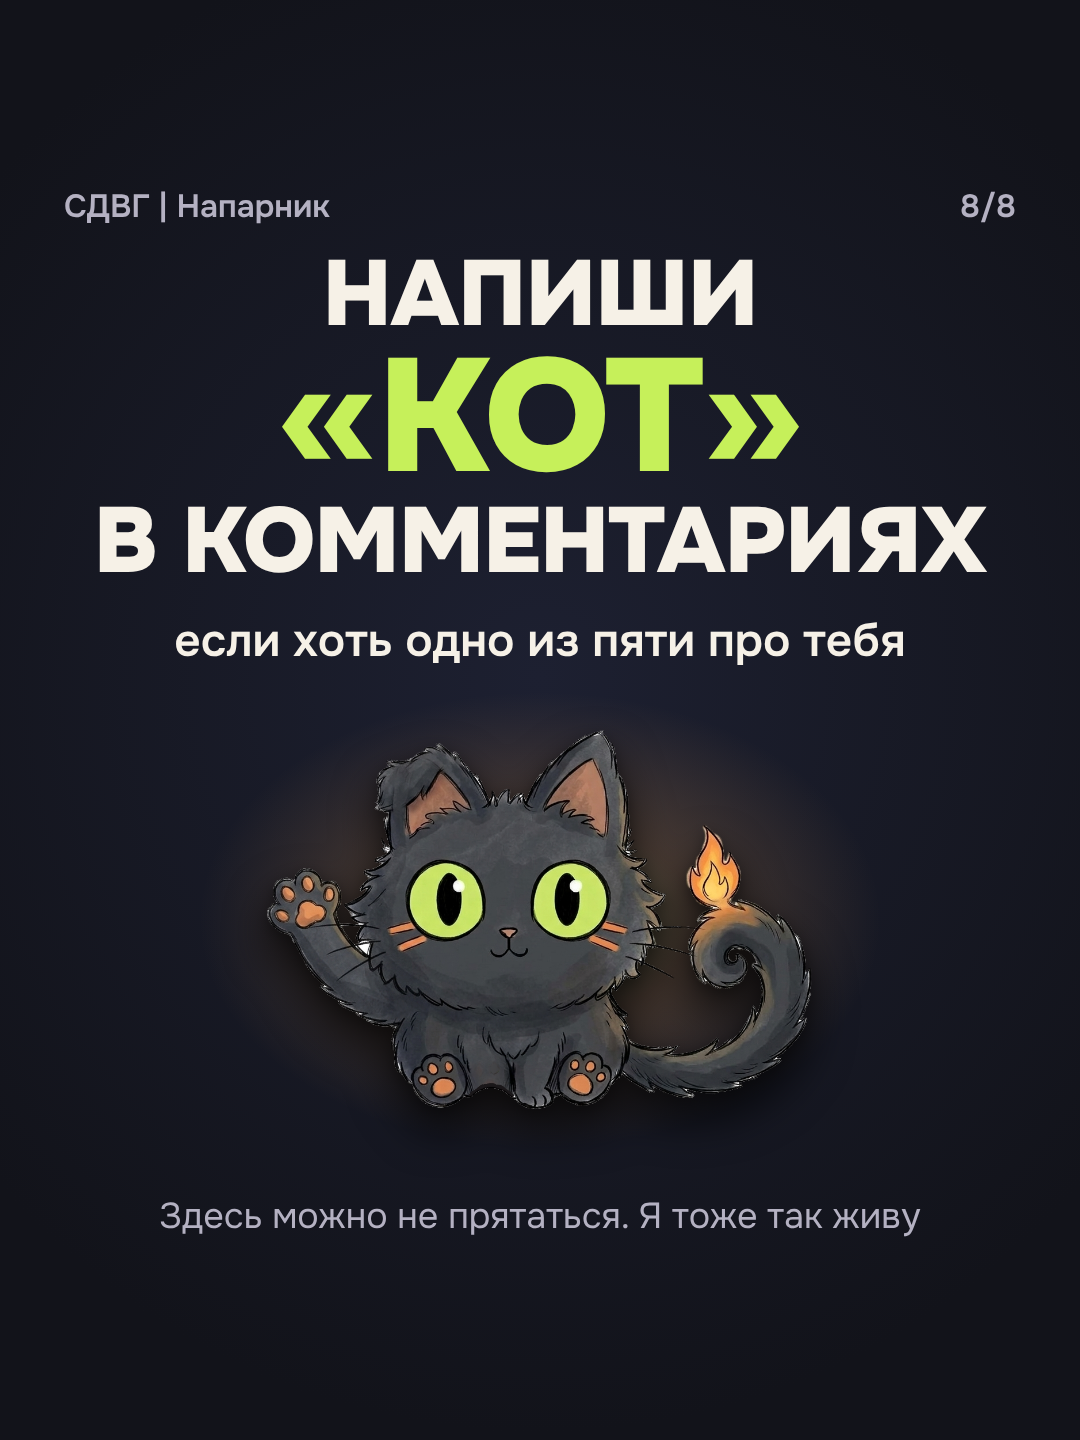 СДВГ | Напарник
8/8
НАПИШИ
«КОТ»
В КОММЕНТАРИЯХ
если хоть одно из пяти про тебя
Здесь можно не прятаться. Я тоже так живу